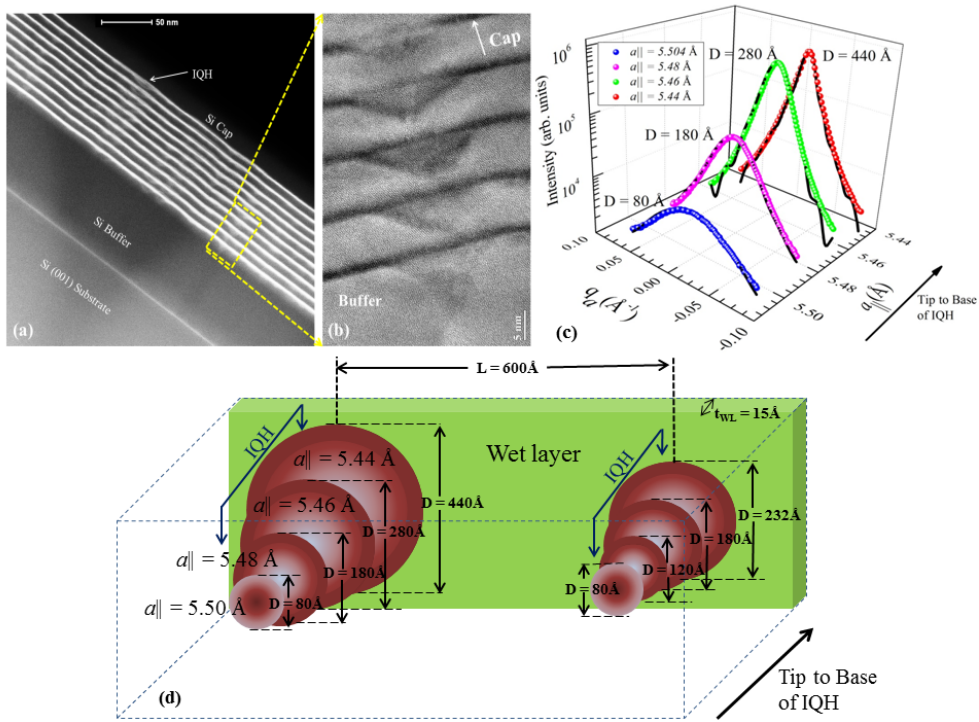 50 nm
IQH
Si Cap
Si Buffer
Si (001) Substrate
(a)
Cap
Buffer
5 nm
(b)
Intensity (arb. units)
10⁶
10⁵
10⁴
a|| = 5.504 Å
a|| = 5.48 Å
a|| = 5.46 Å
a|| = 5.44 Å
D = 280 Å
D = 440 Å
D = 180 Å
D = 80 Å
0.10
0.05
0.00
-0.05
-0.10
qₐ(Å⁻¹)
5.50
5.48
5.46
5.44
a||(Å)
Tip to Base
of IQH
(c)
L = 600Å
t_WL = 15Å
Wet layer
IQH
a|| = 5.44 Å
a|| = 5.46 Å
a|| = 5.48 Å
a|| = 5.50 Å
D = 440Å
D = 280Å
D = 180Å
D = 80Å
IQH
D = 232Å
D = 180Å
D = 120Å
D = 80Å
Tip to Base
of IQH
(d)